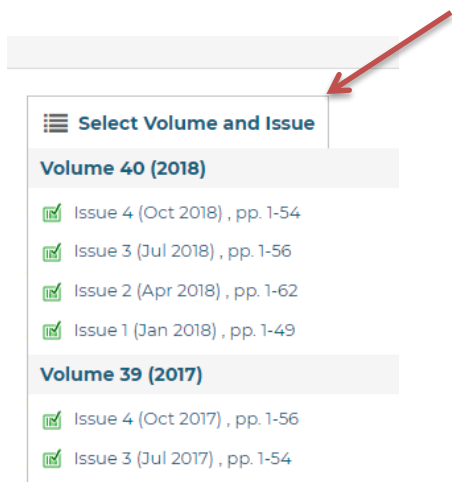 Select Volume and Issue
Volume 40 (2018)
Issue 4 (Oct 2018) , pp. 1-54
Issue 3 (Jul 2018) , pp. 1-56
Issue 2 (Apr 2018) , pp. 1-62
Issue 1 (Jan 2018) , pp. 1-49
Volume 39 (2017)
Issue 4 (Oct 2017) , pp. 1-56
Issue 3 (Jul 2017) , pp. 1-54